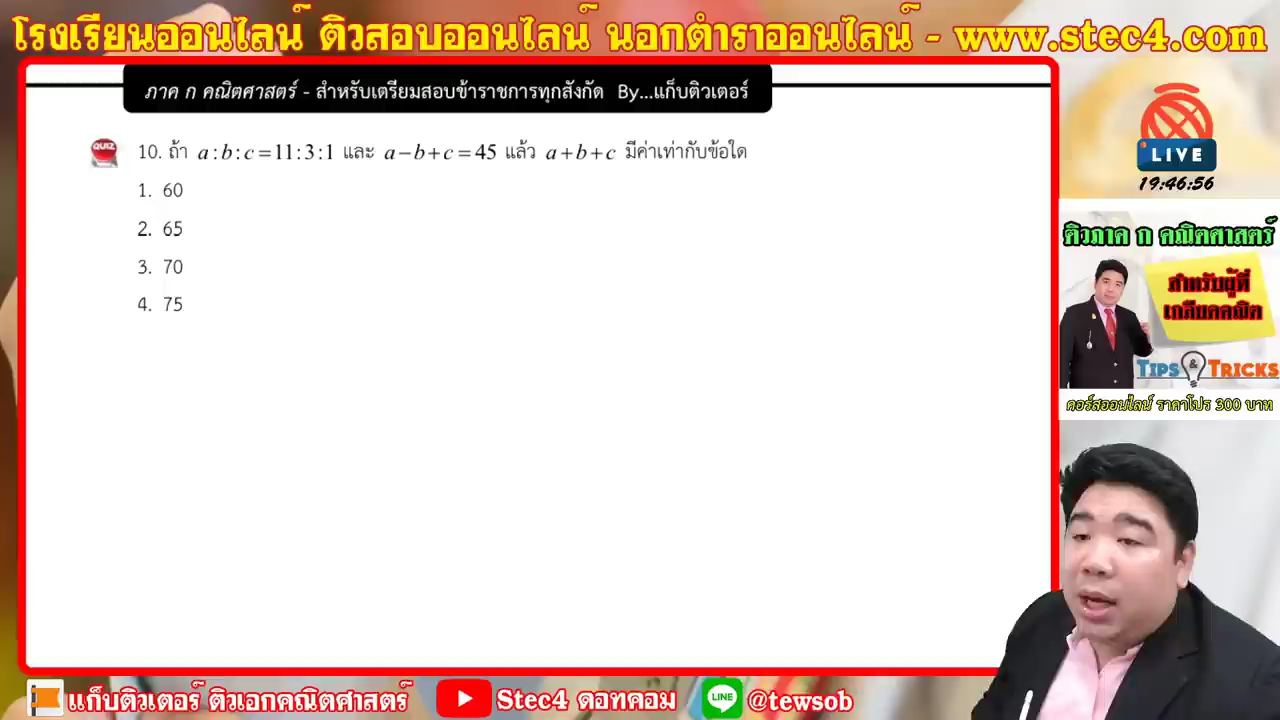 โรงเรียนออนไลน์ ติวสอบออนไลน์ นอกตำราออนไลน์ - www.stec4.com
ภาค ก คณิตศาสตร์ - สำหรับเตรียมสอบข้าราชการทุกสังกัด By...แก็บติวเตอร์
QUIZ
10. ถ้า a:b:c=11:3:1 และ a−b+c=45 แล้ว a+b+c มีค่าเท่ากับข้อใด
1. 60
2. 65
3. 70
4. 75
LIVE
19:46:56
ติวภาค ก คณิตศาสตร์
สำหรับผู้ที่
เกลียดคณิต
TIPS & TRICKS
คอร์สออนไลน์ ราคาโปร 300 บาท
แก็บติวเตอร์ ติวเอกคณิตศาสตร์
Stec4 ดอทคอม
LINE
@tewsob